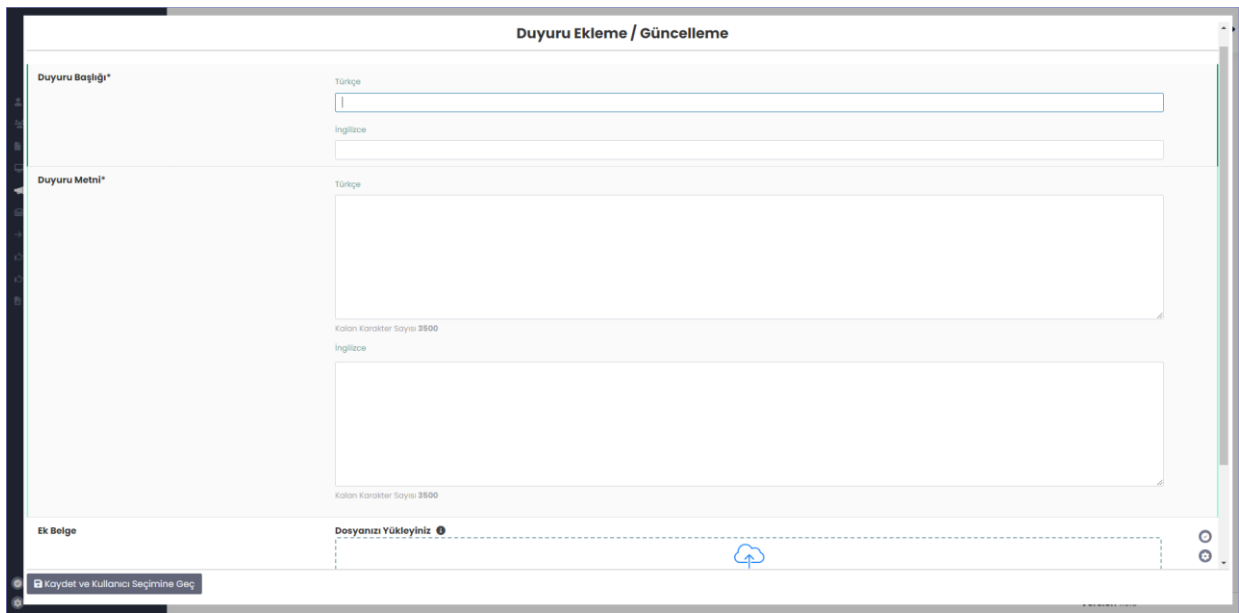 Duyuru Ekleme / Güncelleme
Duyuru Başlığı*
Türkçe
İngilizce
Duyuru Metni*
Türkçe
Kalan Karakter Sayısı 3500
İngilizce
Kalan Karakter Sayısı 3500
Ek Belge
Dosyanızı Yükleyiniz
Kaydet ve Kullanıcı Seçimine Geç